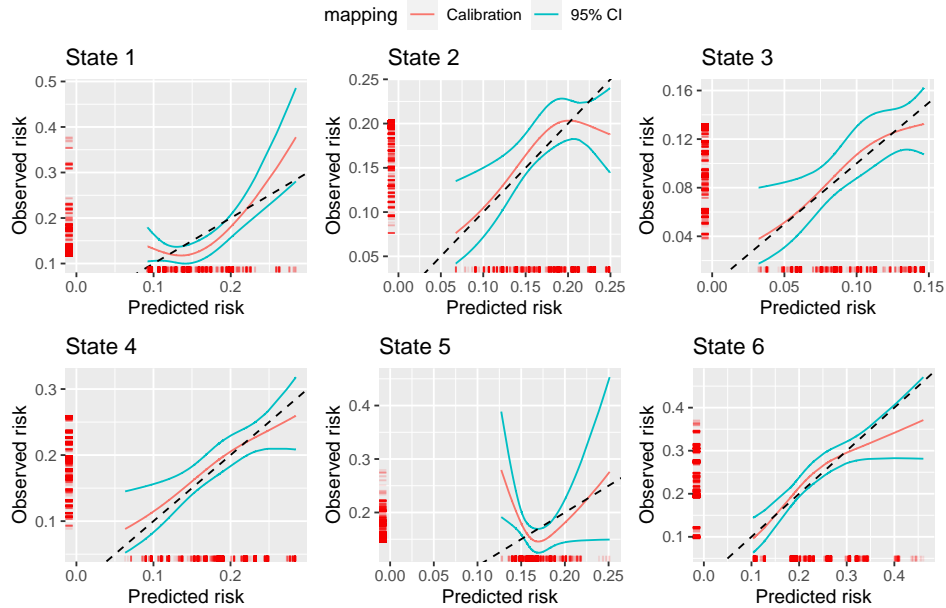 mapping Calibration 95% CI
State 1
Observed risk
0.5
0.4
0.3
0.2
0.1
0.0 0.1 0.2
Predicted risk
State 2
Observed risk
0.25
0.20
0.15
0.10
0.05
0.00 0.05 0.10 0.15 0.20 0.25
Predicted risk
State 3
Observed risk
0.16
0.12
0.08
0.04
0.00 0.05 0.10 0.15
Predicted risk
State 4
Observed risk
0.3
0.2
0.1
0.0 0.1 0.2
Predicted risk
State 5
Observed risk
0.4
0.3
0.2
0.00 0.05 0.10 0.15 0.20 0.25
Predicted risk
State 6
Observed risk
0.4
0.3
0.2
0.1
0.0 0.1 0.2 0.3 0.4
Predicted risk